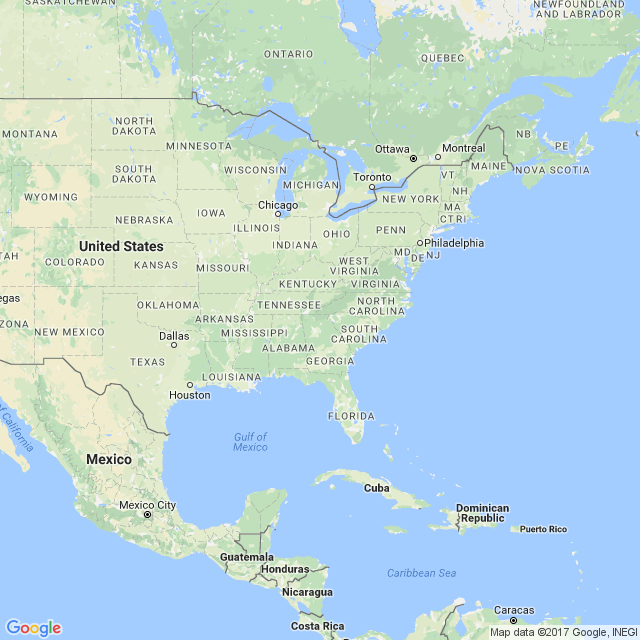 SASKATCHEWAN
NEWFOUNDLAND
AND LABRADOR
ONTARIO
QUEBEC
MONTANA
NORTH
DAKOTA
MINNESOTA
Ottawa
Montreal
NB
PE
MAINE
NOVA SCOTIA
SOUTH
DAKOTA
WISCONSIN
MICHIGAN
Toronto
VT
NH
WYOMING
NEW YORK
MA
CT RI
IOWA
Chicago
NEBRASKA
ILLINOIS
OHIO
PENN
Philadelphia
United States
INDIANA
MD
DE
NJ
TAH
COLORADO
KANSAS
MISSOURI
WEST
VIRGINIA
KENTUCKY
VIRGINIA
egas
OKLAHOMA
TENNESSEE
NORTH
CAROLINA
ZONA
NEW MEXICO
ARKANSAS
MISSISSIPPI
SOUTH
CAROLINA
Dallas
ALABAMA
TEXAS
GEORGIA
LOUISIANA
Houston
FLORIDA
of California
Gulf of
Mexico
Mexico
Cuba
Mexico City
Dominican
Republic
Puerto Rico
Guatemala
Honduras
Caribbean Sea
Nicaragua
Caracas
Costa Rica
Google
Map data ©2017 Google, INEGI